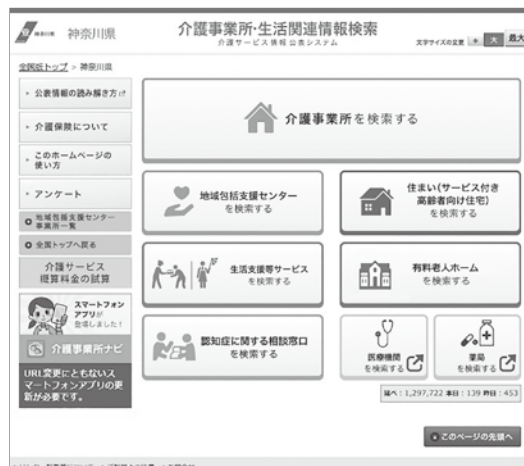 神奈川県
介護事業所・生活関連情報検索
介護サービス情報公表システム
文字サイズの変更
大
最大
全国版トップ > 神奈川県
公表情報の読み解き方
介護保険について
このホームページの
使い方
アンケート
地域包括支援センター
事業所一覧
全国トップへ戻る
介護サービス
概算料金の試算
スマートフォン
アプリが
登場しました!
介護事業所ナビ
URL変更にともないス
マートフォンアプリの更
新が必要です。
介護事業所を検索する
地域包括支援センター
を検索する
住まい(サービス付き
高齢者向け住宅)
を検索する
生活支援等サービス
を検索する
有料老人ホーム
を検索する
認知症に関する相談窓口
を検索する
医療機関
を検索する
薬局
を検索する
延べ:1,297,722 本日:139 昨日:453
このページの先頭へ